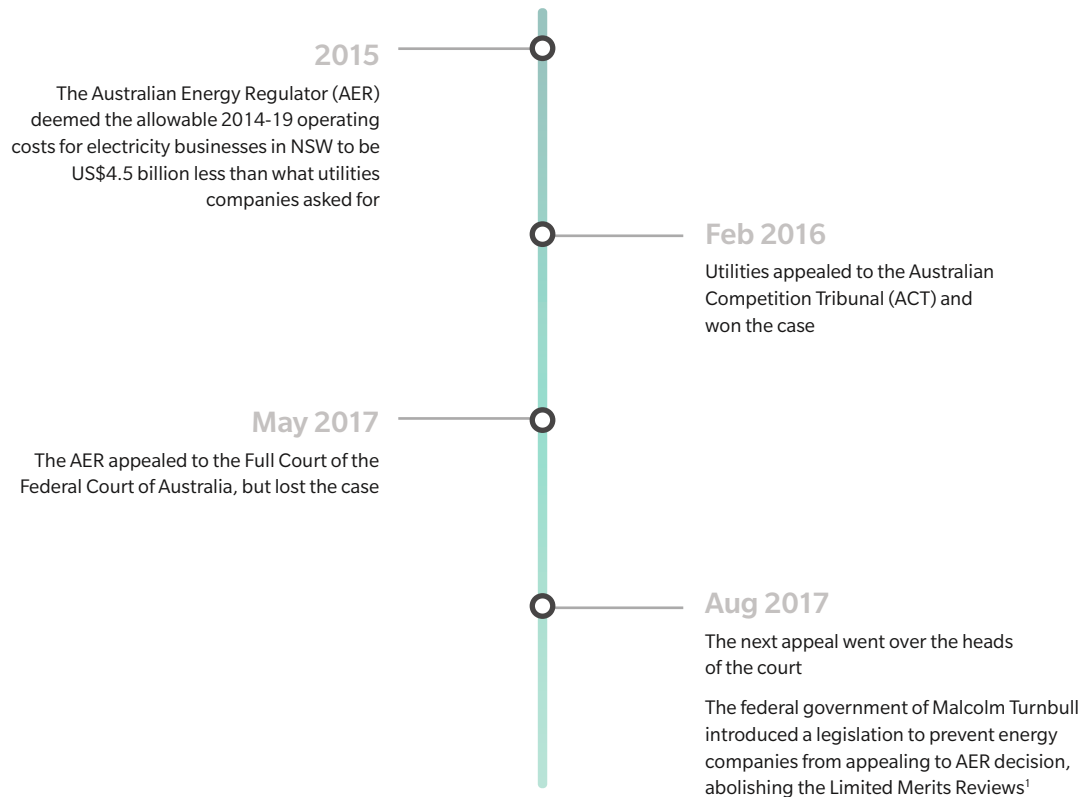 2015
The Australian Energy Regulator (AER)
deemed the allowable 2014-19 operating
costs for electricity businesses in NSW to be
US$4.5 billion less than what utilities
companies asked for
Feb 2016
Utilities appealed to the Australian
Competition Tribunal (ACT) and
won the case
May 2017
The AER appealed to the Full Court of the
Federal Court of Australia, but lost the case
Aug 2017
The next appeal went over the heads
of the court
The federal government of Malcolm Turnbull
introduced a legislation to prevent energy
companies from appealing to AER decision,
abolishing the Limited Merits Reviews¹